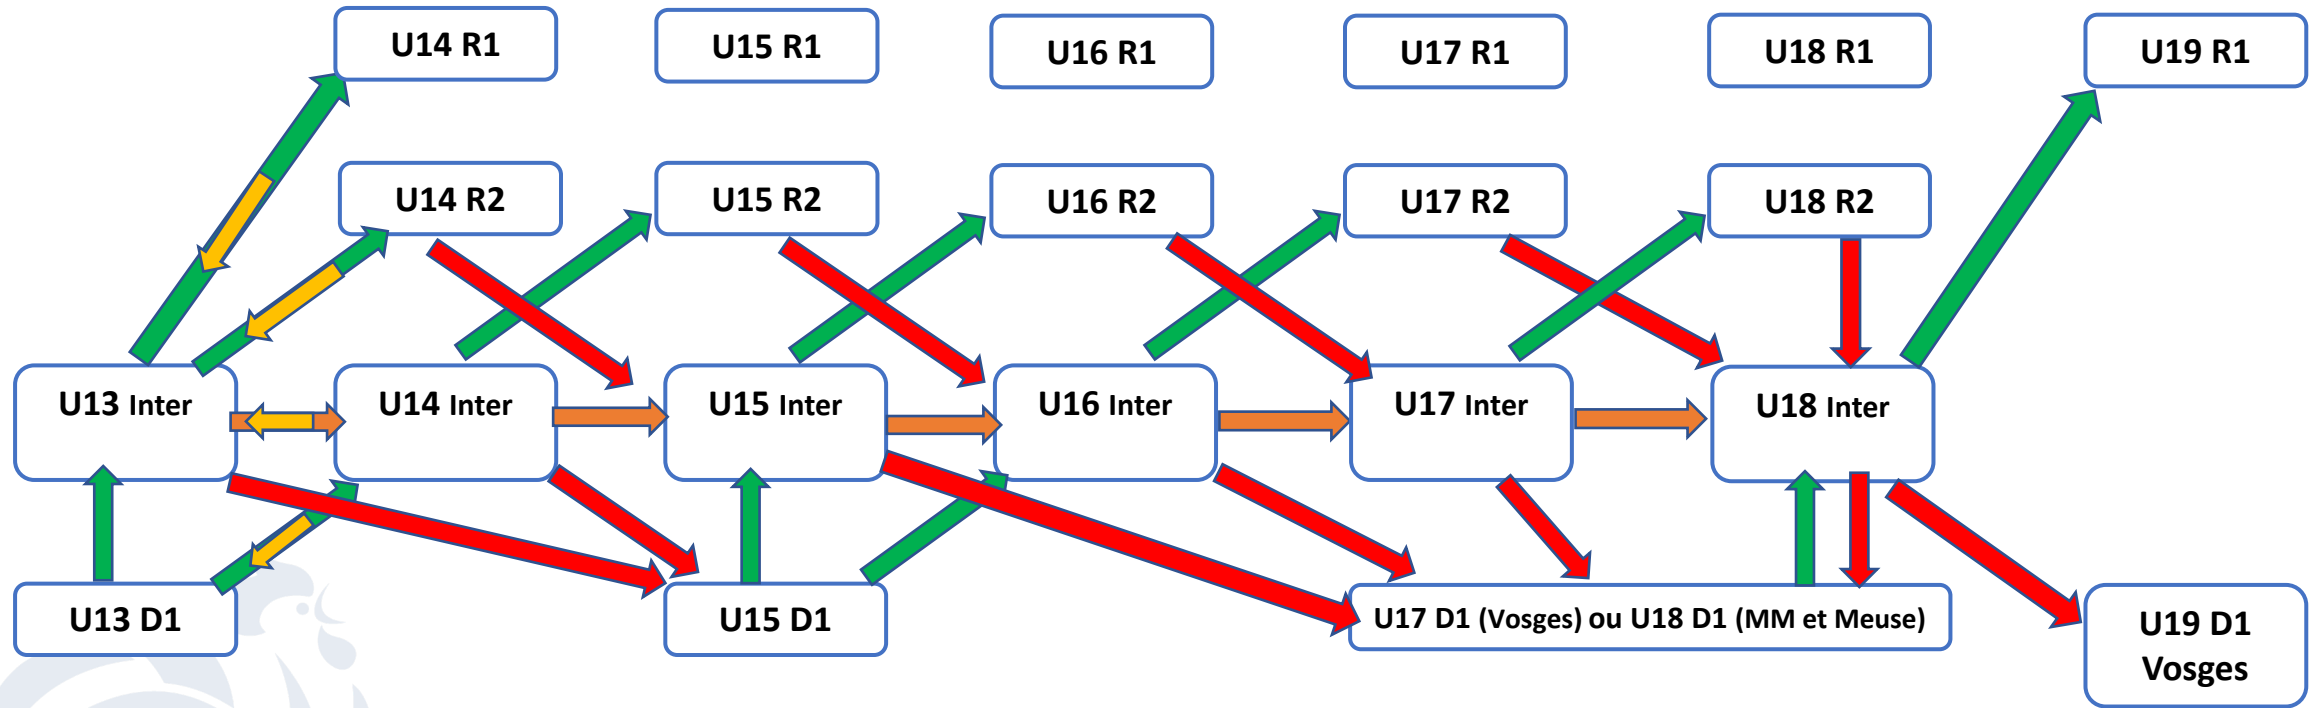 U14 R1
U15 R1
U16 R1
U17 R1
U18 R1
U19 R1
U14 R2
U15 R2
U16 R2
U17 R2
U18 R2
U13 Inter
U14 Inter
U15 Inter
U16 Inter
U17 Inter
U18 Inter
U13 D1
U15 D1
U17 D1 (Vosges) ou U18 D1 (MM et Meuse)
U19 D1
Vosges